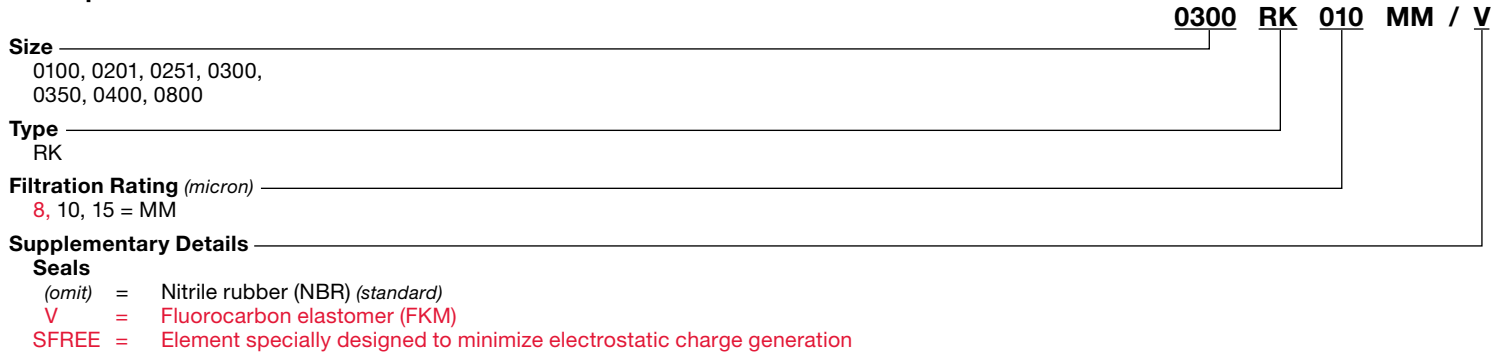 0300 RK 010 MM / V
Size
0100, 0201, 0251, 0300,
0350, 0400, 0800
Type
RK
Filtration Rating (micron)
8, 10, 15 = MM
Supplementary Details
Seals
(omit) = Nitrile rubber (NBR) (standard)
V = Fluorocarbon elastomer (FKM)
SFREE = Element specially designed to minimize electrostatic charge generation